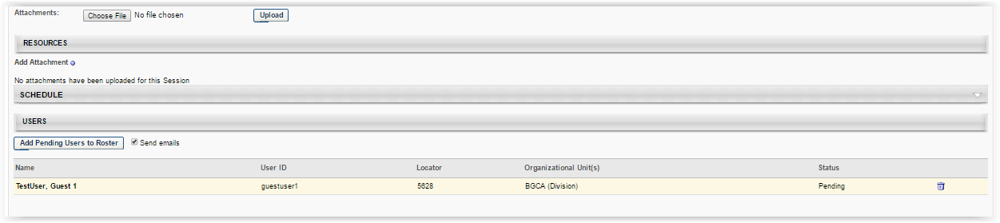 Attachments: Choose File No file chosen Upload
RESOURCES
Add Attachment
No attachments have been uploaded for this Session
SCHEDULE
USERS
Add Pending Users to Roster Send emails
Name User ID Locator Organizational Unit(s) Status
TestUser, Guest 1 guestuser1 5628 BGCA (Division) Pending